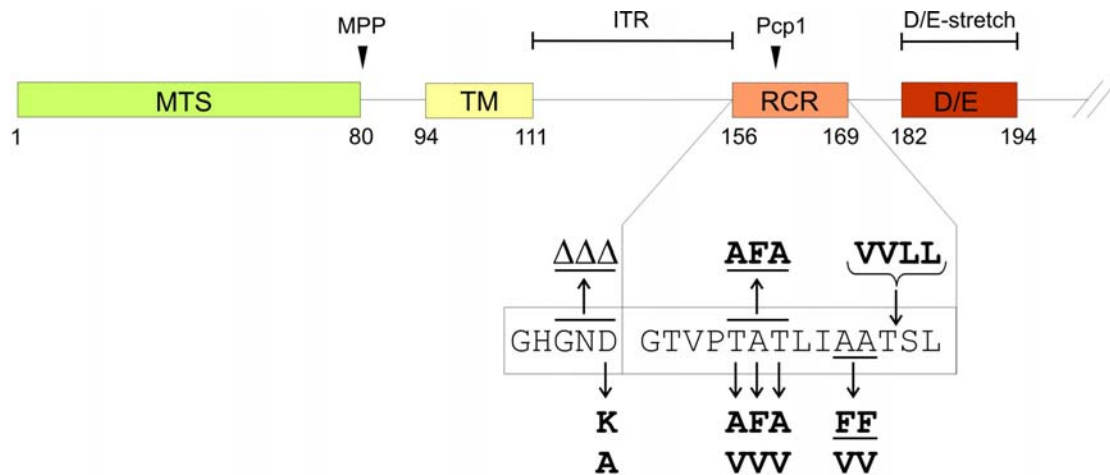 ITR
D/E-stretch
MPP
Pcp1
MTS
TM
RCR
D/E
1
80
94
111
156
169
182
194
ΔΔΔ
AFA
VVLL
GHGND
GTVPTATLIAATSL
K
AFA
FF
A
VVV
VV